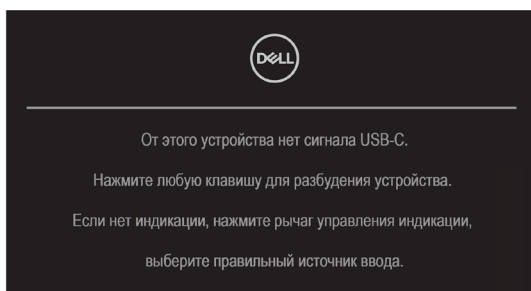 DELL
От этого устройства нет сигнала USB-C.
Нажмите любую клавишу для разбудения устройства.
Если нет индикации, нажмите рычаг управления индикации,
выберите правильный источник ввода.